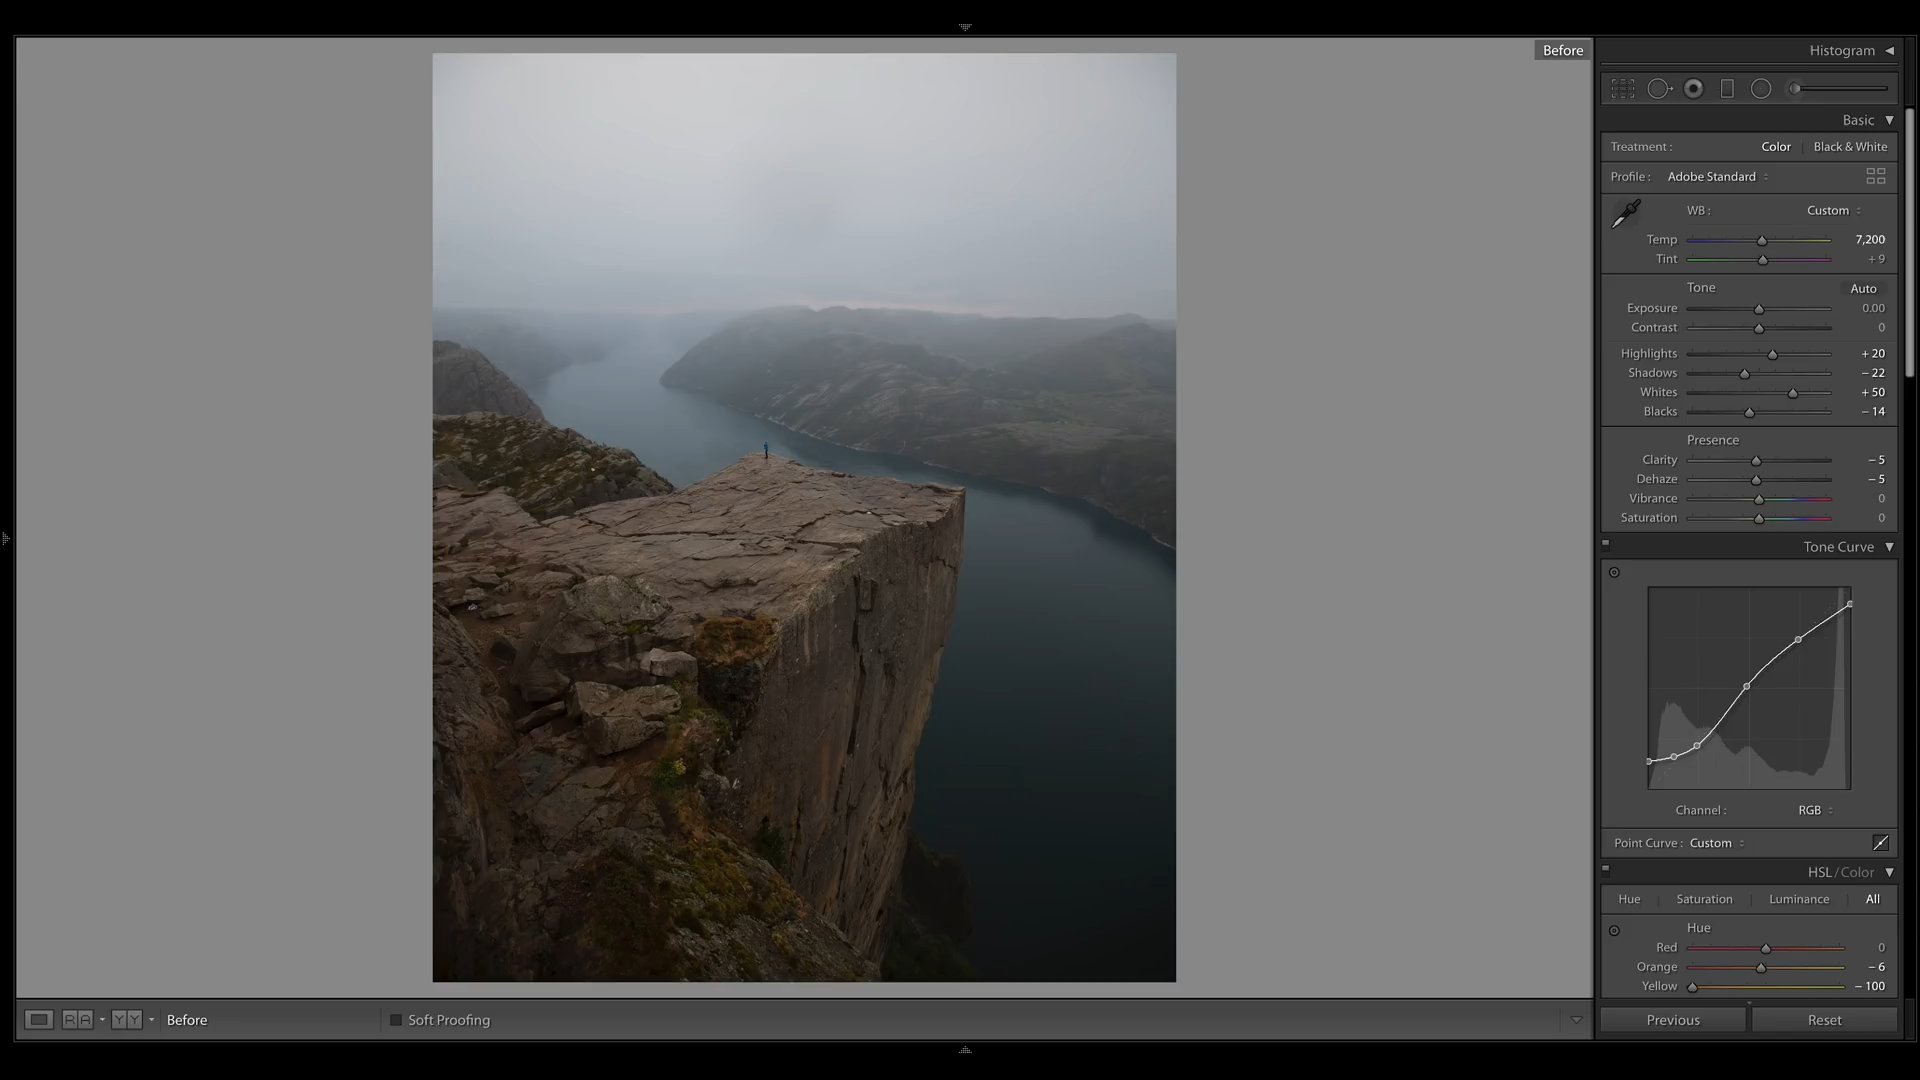 Before
Histogram
Basic
Treatment : Color Black & White
Profile : Adobe Standard
WB : Custom
Temp 7,200
Tint + 9
Tone Auto
Exposure 0.00
Contrast 0
Highlights + 20
Shadows − 22
Whites + 50
Blacks − 14
Presence
Clarity − 5
Dehaze − 5
Vibrance 0
Saturation 0
Tone Curve
Channel : RGB
Point Curve : Custom
HSL / Color
Hue Saturation Luminance All
Hue
Red 0
Orange − 6
Yellow − 100
RA YY Before Soft Proofing Previous Reset